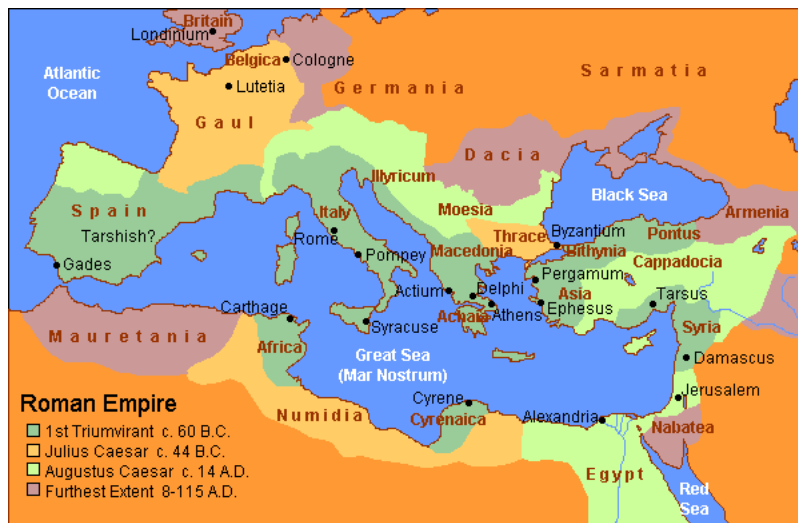 Britain
Londinium
Belgica
Cologne
Atlantic
Ocean
Lutetia
Germania
Sarmatia
Gaul
Dacia
Illyricum
Black Sea
Spain
Tarshish?
Italy
Moesia
Armenia
Rome
Thrace
Byzantium
Pontus
Gades
Pompey
Macedonia
Bithynia
Cappadocia
Pergamum
Actium
Delphi
Asia
Tarsus
Carthage
Achaia
Athens
Ephesus
Mauretania
Syracuse
Syria
Africa
Great Sea
(Mar Nostrum)
Damascus
Cyrene
Jerusalem
Roman Empire
Numidia
Cyrenaica
Alexandria
Nabatea
1st Triumvirant c. 60 B.C.
Julius Caesar c. 44 B.C.
Augustus Caesar c. 14 A.D.
Egypt
Furthest Extent 8-115 A.D.
Red
Sea